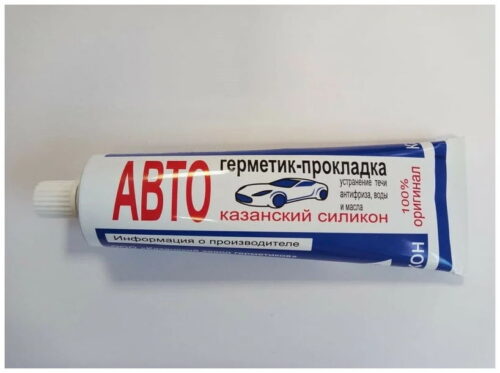 АВТО
герметик-прокладка
устранение течи
антифриза, воды
и масла
казанский силикон
100%
оригинал
Информация о производителе